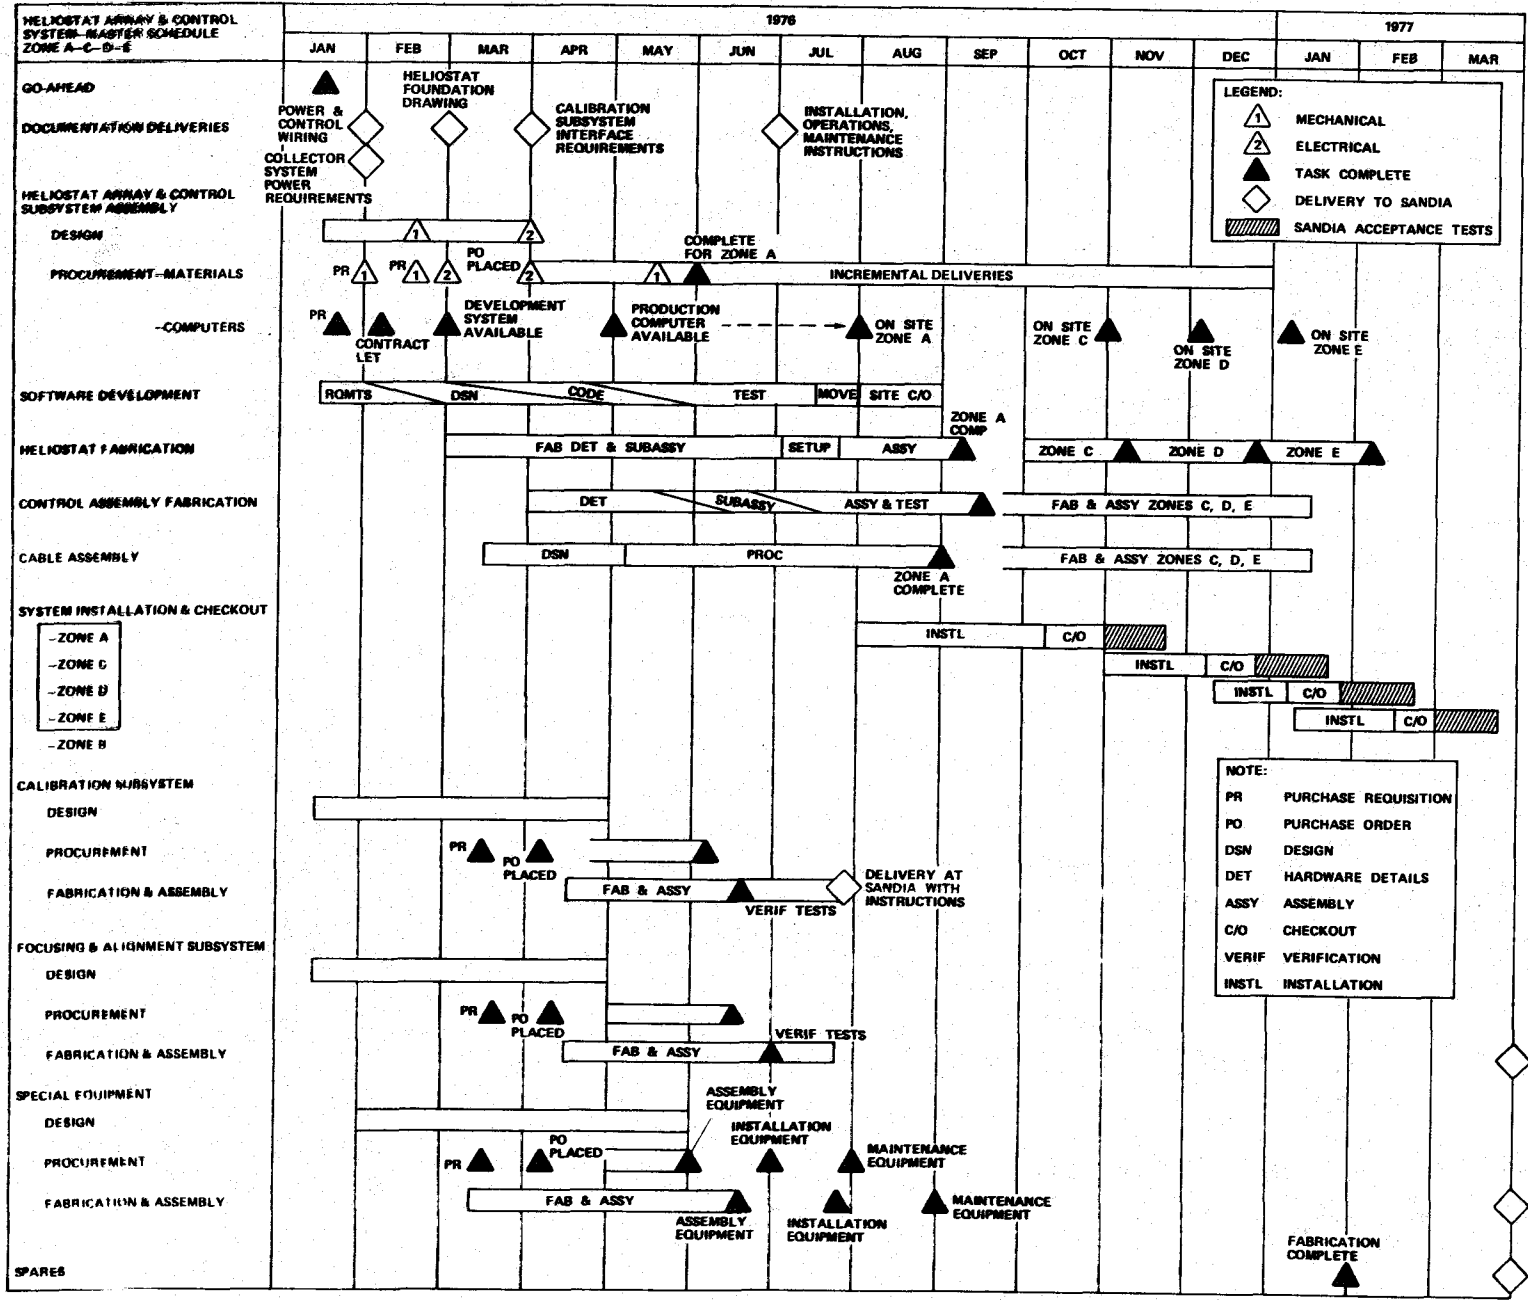 HELIOSTAT ARRAY & CONTROL
SYSTEM MASTER SCHEDULE
ZONE A-C-D-E
1976
1977
JAN FEB MAR APR MAY JUN JUL AUG SEP OCT NOV DEC JAN FEB MAR
GO-AHEAD
DOCUMENTATION DELIVERIES
POWER &
CONTROL
WIRING
COLLECTOR
SYSTEM
POWER
REQUIREMENTS
HELIOSTAT
FOUNDATION
DRAWING
CALIBRATION
SUBSYSTEM
INTERFACE
REQUIREMENTS
INSTALLATION,
OPERATIONS,
MAINTENANCE
INSTRUCTIONS
LEGEND:
1 MECHANICAL
2 ELECTRICAL
TASK COMPLETE
DELIVERY TO SANDIA
SANDIA ACCEPTANCE TESTS
HELIOSTAT ARRAY & CONTROL
SUBSYSTEM ASSEMBLY
DESIGN
1 2
PROCUREMENT-MATERIALS
PR 1 PR 1 2
PO
PLACED
2 1
COMPLETE
FOR ZONE A
INCREMENTAL DELIVERIES
-COMPUTERS
PR
CONTRACT
LET
DEVELOPMENT
SYSTEM
AVAILABLE
PRODUCTION
COMPUTER
AVAILABLE
ON SITE
ZONE A
ON SITE
ZONE C
ON SITE
ZONE D
ON SITE
ZONE E
SOFTWARE DEVELOPMENT
RQMTS DSN CODE TEST MOVE SITE C/O
HELIOSTAT FABRICATION
FAB DET & SUBASSY SETUP ASSY
ZONE A
COMP
ZONE C ZONE D ZONE E
CONTROL ASSEMBLY FABRICATION
DET SUBASSY ASSY & TEST FAB & ASSY ZONES C, D, E
CABLE ASSEMBLY
DSN PROC
ZONE A
COMPLETE
FAB & ASSY ZONES C, D, E
SYSTEM INSTALLATION & CHECKOUT
-ZONE A
INSTL C/O
-ZONE C
INSTL C/O
-ZONE D
INSTL C/O
-ZONE E
INSTL C/O
-ZONE B
CALIBRATION SUBSYSTEM
DESIGN
PROCUREMENT
PR
PO
PLACED
FABRICATION & ASSEMBLY
FAB & ASSY
VERIF TESTS
DELIVERY AT
SANDIA WITH
INSTRUCTIONS
NOTE:
PR PURCHASE REQUISITION
PO PURCHASE ORDER
DSN DESIGN
DET HARDWARE DETAILS
ASSY ASSEMBLY
C/O CHECKOUT
VERIF VERIFICATION
INSTL INSTALLATION
FOCUSING & ALIGNMENT SUBSYSTEM
DESIGN
PROCUREMENT
PR
PO
PLACED
FABRICATION & ASSEMBLY
FAB & ASSY
VERIF TESTS
SPECIAL EQUIPMENT
DESIGN
PROCUREMENT
PR
PO
PLACED
ASSEMBLY
EQUIPMENT
INSTALLATION
EQUIPMENT
MAINTENANCE
EQUIPMENT
FABRICATION & ASSEMBLY
FAB & ASSY
ASSEMBLY
EQUIPMENT
INSTALLATION
EQUIPMENT
MAINTENANCE
EQUIPMENT
SPARES
FABRICATION
COMPLETE